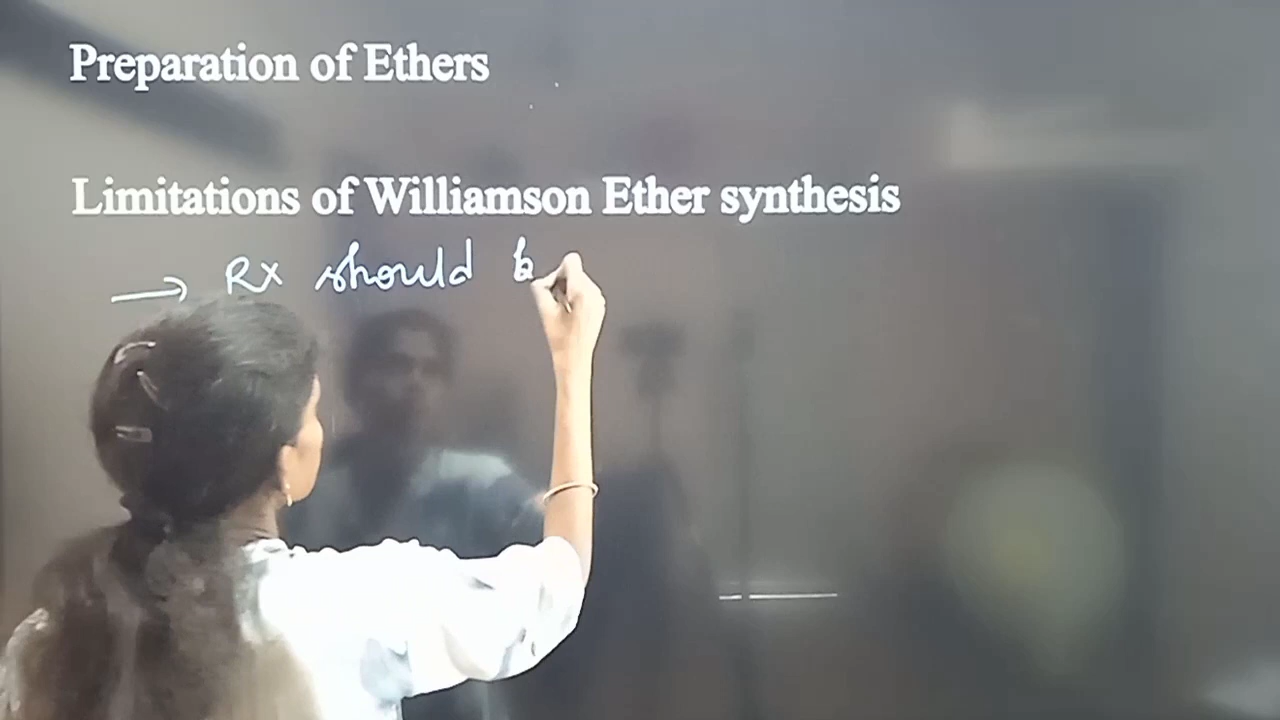 Preparation of Ethers
Limitations of Williamson Ether synthesis
→ RX should